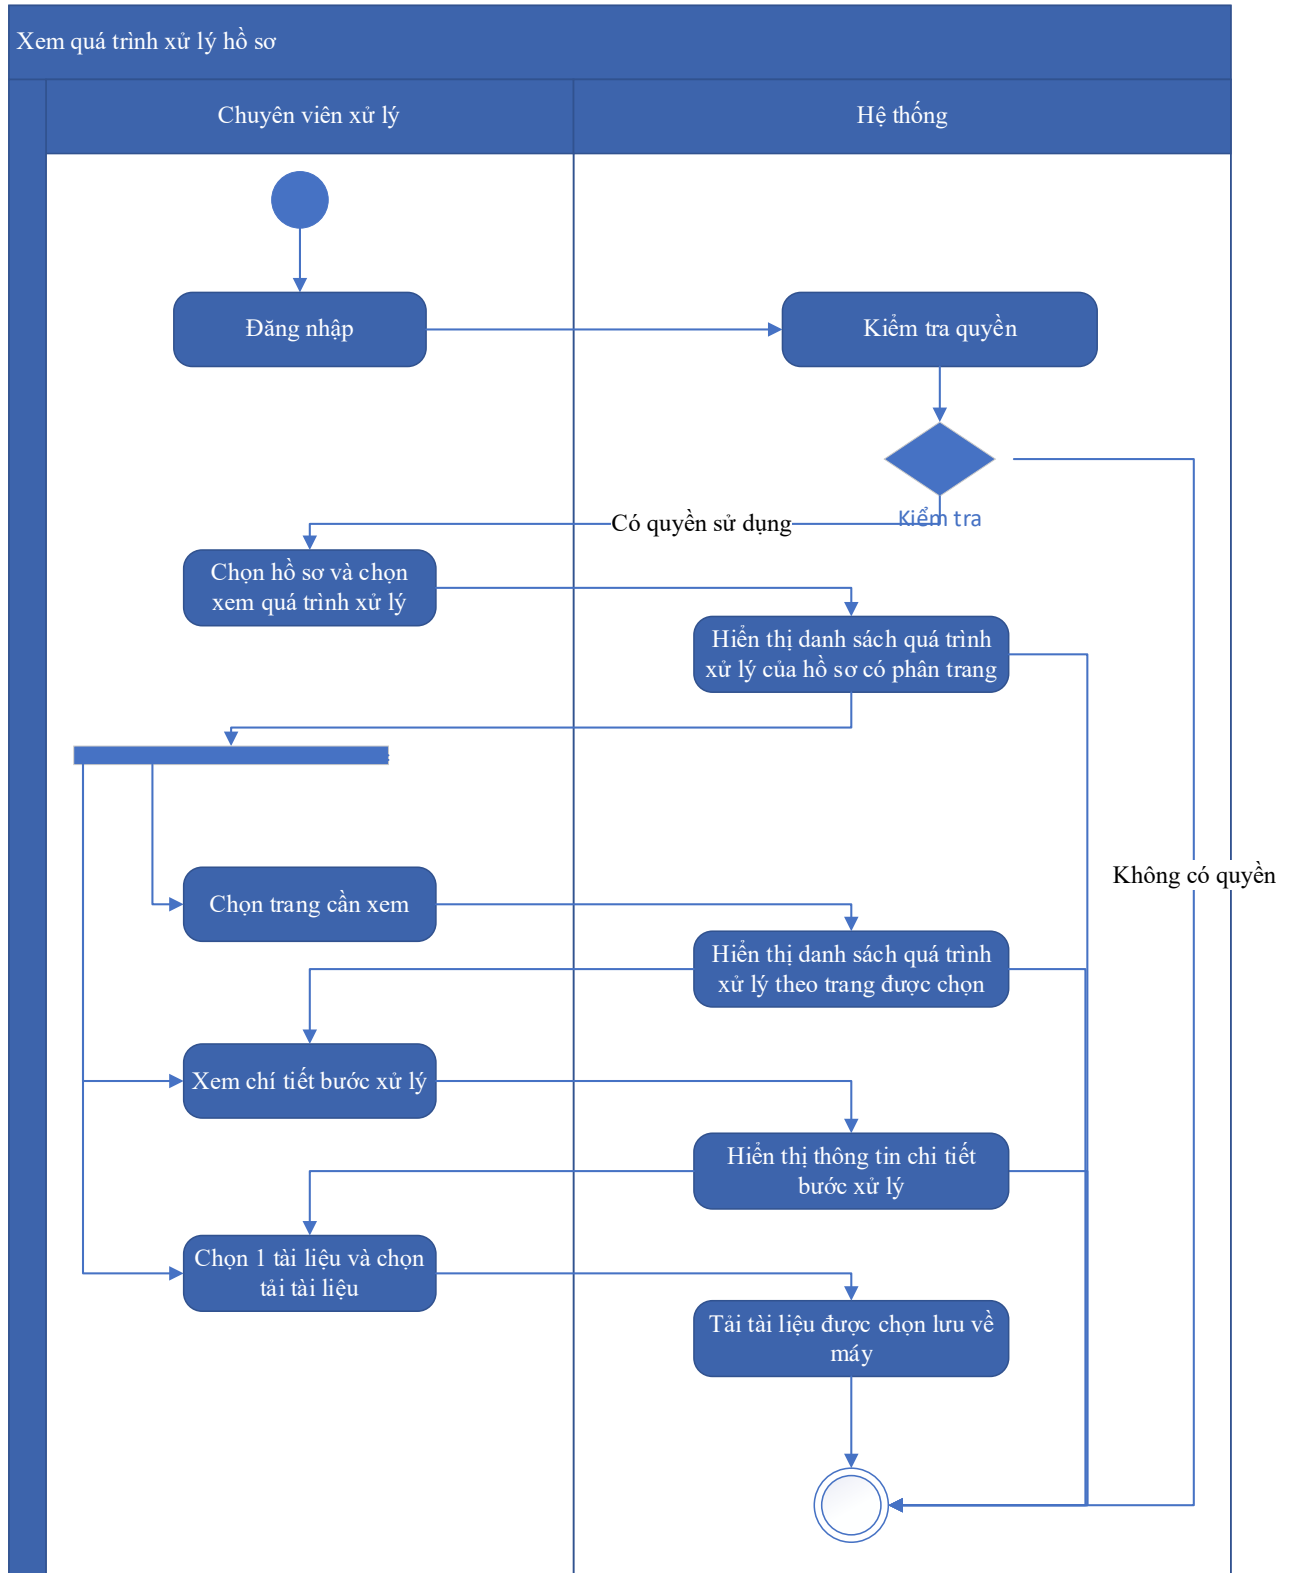 Xem quá trình xử lý hồ sơ
Chuyên viên xử lý
Hệ thống
Đăng nhập
Kiểm tra quyền
Kiểm tra
Có quyền sử dụng
Chọn hồ sơ và chọn
xem quá trình xử lý
Hiển thị danh sách quá trình
xử lý của hồ sơ có phân trang
Không có quyền
Chọn trang cần xem
Hiển thị danh sách quá trình
xử lý theo trang được chọn
Xem chí tiết bước xử lý
Hiển thị thông tin chi tiết
bước xử lý
Chọn 1 tài liệu và chọn
tải tài liệu
Tải tài liệu được chọn lưu về
máy